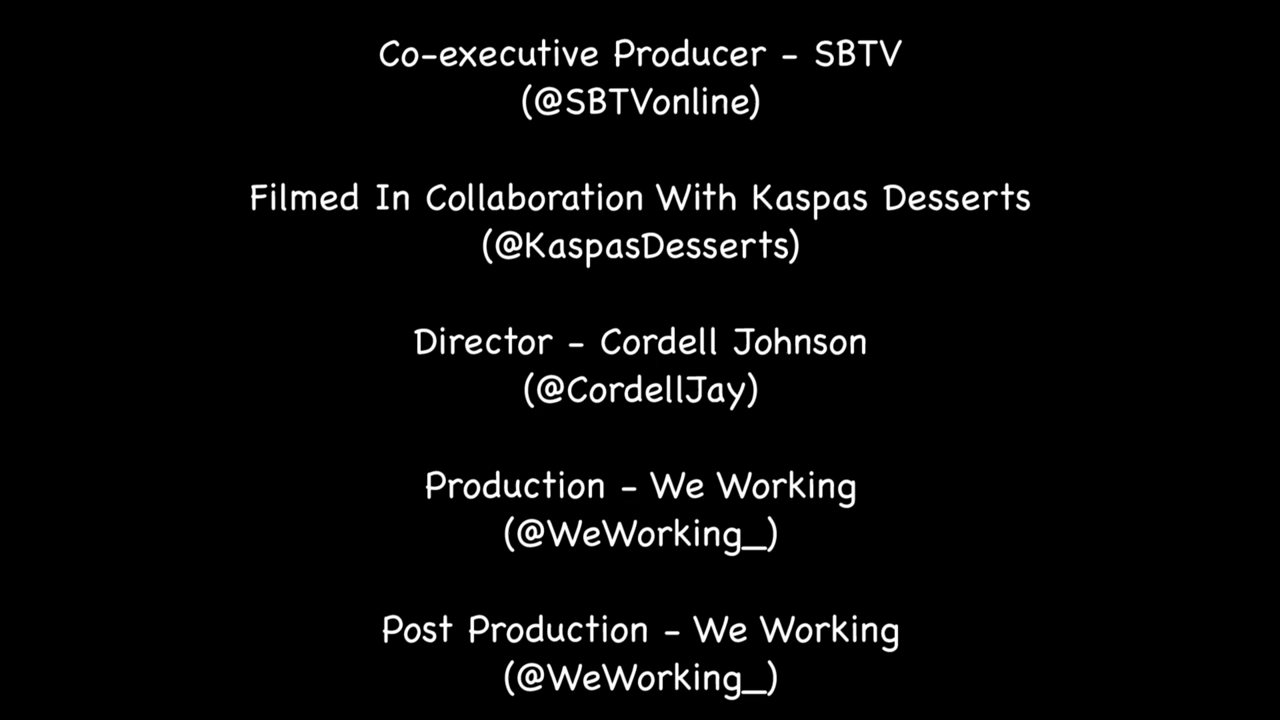 Co-executive Producer - SBTV
(@SBTVonline)
Filmed In Collaboration With Kaspas Desserts
(@KaspasDesserts)
Director - Cordell Johnson
(@CordellJay)
Production - We Working
(@WeWorking_)
Post Production - We Working
(@WeWorking_)